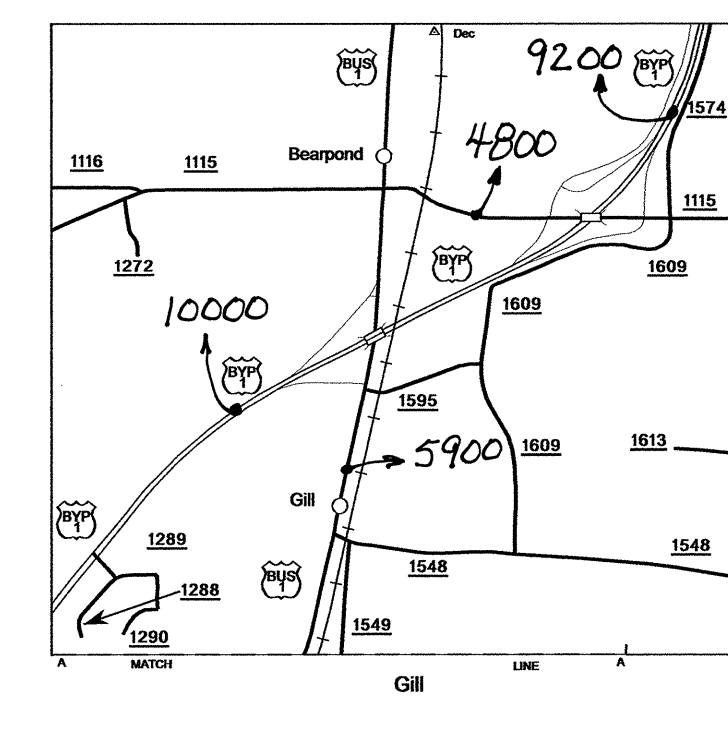 Dec
9200
BUS
1
BYP
1
1574
Bearpond
4800
1116
1115
1115
1272
BYP
1
1609
1609
10000
BYP
1
1595
5900
1609
1613
Gill
BYP
1
1289
1548
1548
BUS
1
1288
1549
1290
A
MATCH
LINE
A
Gill